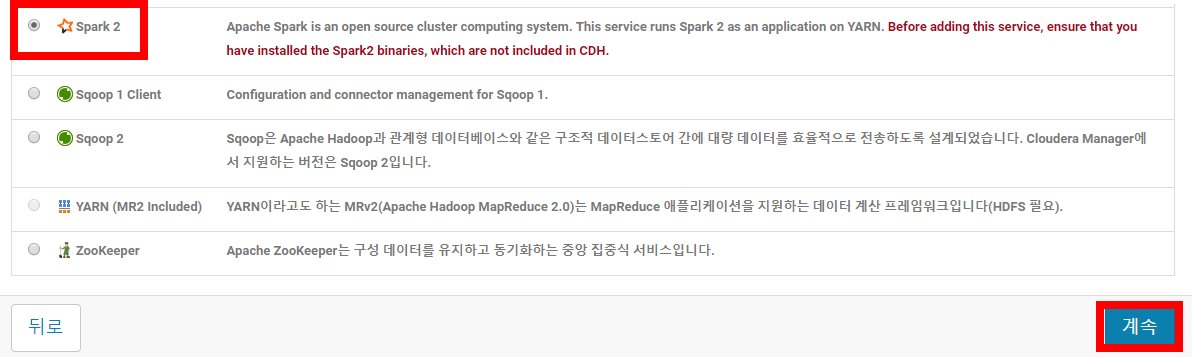 Spark 2 Apache Spark is an open source cluster computing system. This service runs Spark 2 as an application on YARN. Before adding this service, ensure that you
have installed the Spark2 binaries, which are not included in CDH.
Sqoop 1 Client Configuration and connector management for Sqoop 1.
Sqoop 2 Sqoop은 Apache Hadoop과 관계형 데이터베이스와 같은 구조적 데이터스토어 간에 대량 데이터를 효율적으로 전송하도록 설계되었습니다. Cloudera Manager에
서 지원하는 버전은 Sqoop 2입니다.
YARN (MR2 Included) YARN이라고도 하는 MRv2(Apache Hadoop MapReduce 2.0)는 MapReduce 애플리케이션을 지원하는 데이터 계산 프레임워크입니다(HDFS 필요).
ZooKeeper Apache ZooKeeper는 구성 데이터를 유지하고 동기화하는 중앙 집중식 서비스입니다.
뒤로 계속